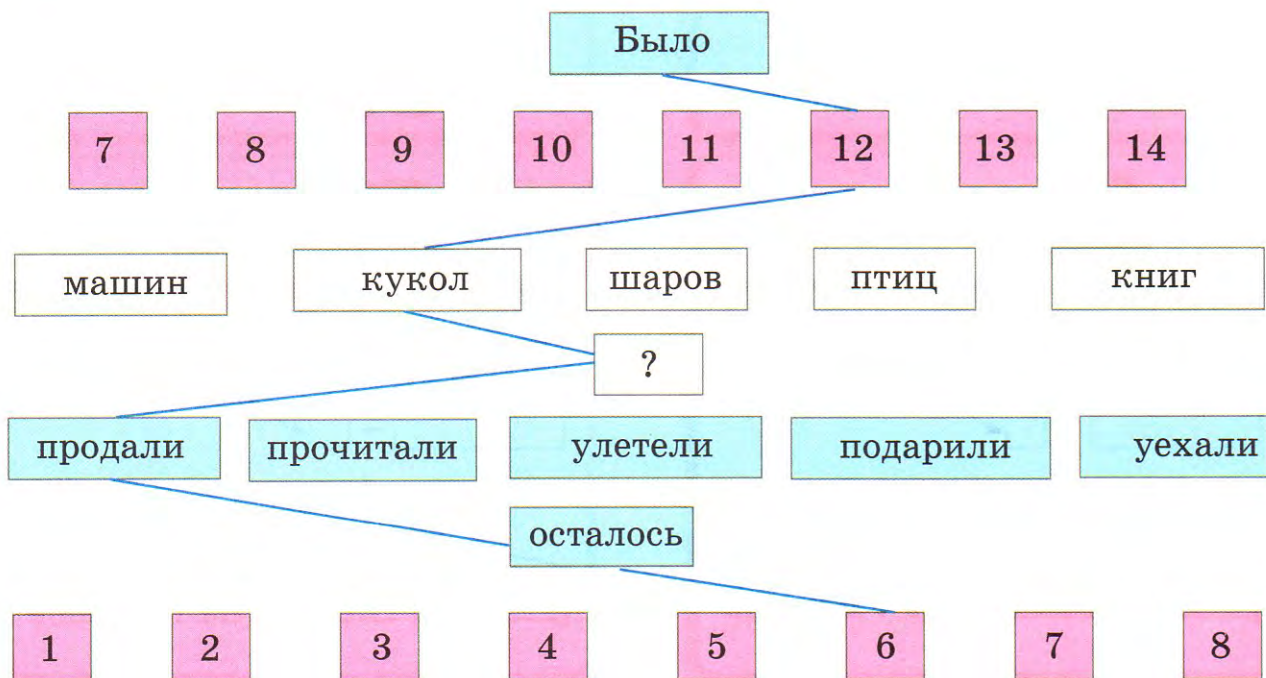 Было
7 8 9 10 11 12 13 14
машин кукол шаров птиц книг
?
продали прочитали улетели подарили уехали
осталось
1 2 3 4 5 6 7 8